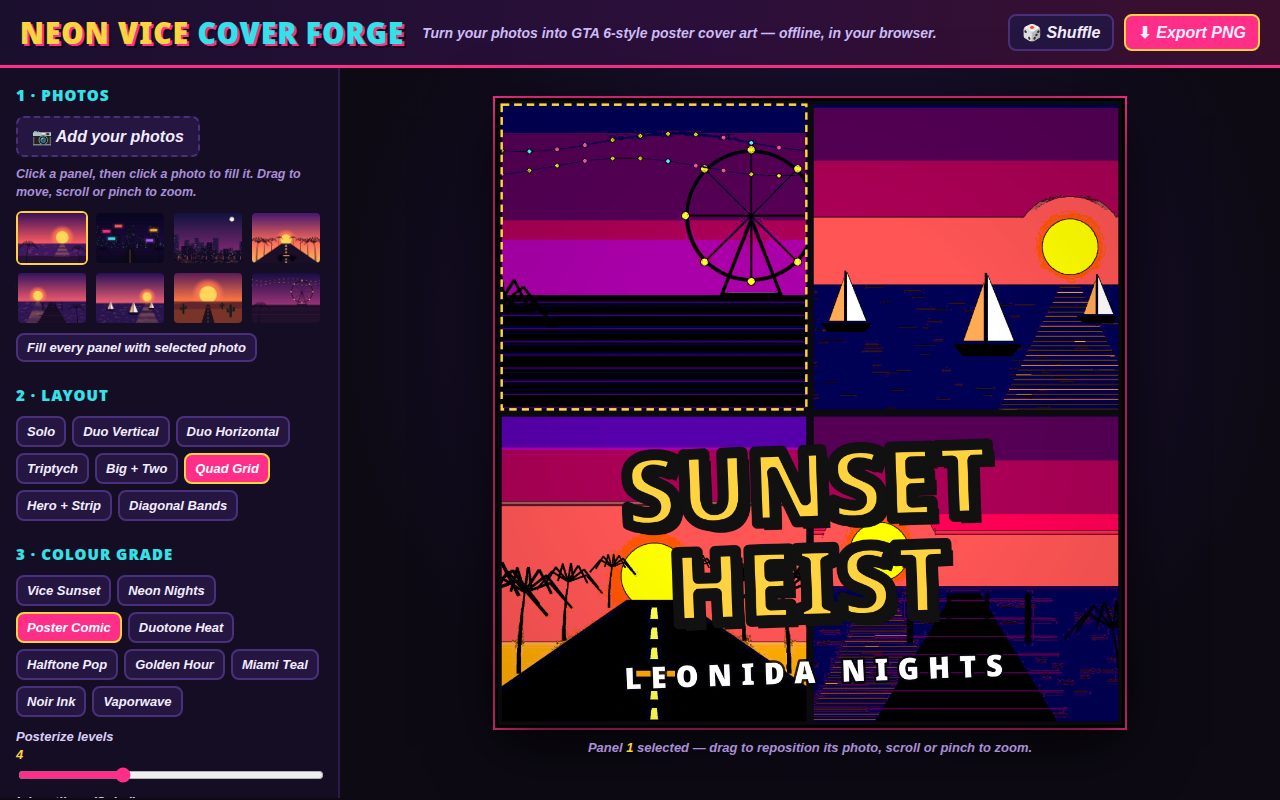 NEON VICE COVER FORGE
Turn your photos into GTA 6-style poster cover art — offline, in your browser.
🎲 Shuffle
⬇ Export PNG
1 · PHOTOS
📷 Add your photos
Click a panel, then click a photo to fill it. Drag to
move, scroll or pinch to zoom.
Fill every panel with selected photo
2 · LAYOUT
Solo
Duo Vertical
Duo Horizontal
Triptych
Big + Two
Quad Grid
Hero + Strip
Diagonal Bands
3 · COLOUR GRADE
Vice Sunset
Neon Nights
Poster Comic
Duotone Heat
Halftone Pop
Golden Hour
Miami Teal
Noir Ink
Vaporwave
Posterize levels
4
SUNSET
HEIST
LEONIDA NIGHTS
Panel 1 selected — drag to reposition its photo, scroll or pinch to zoom.